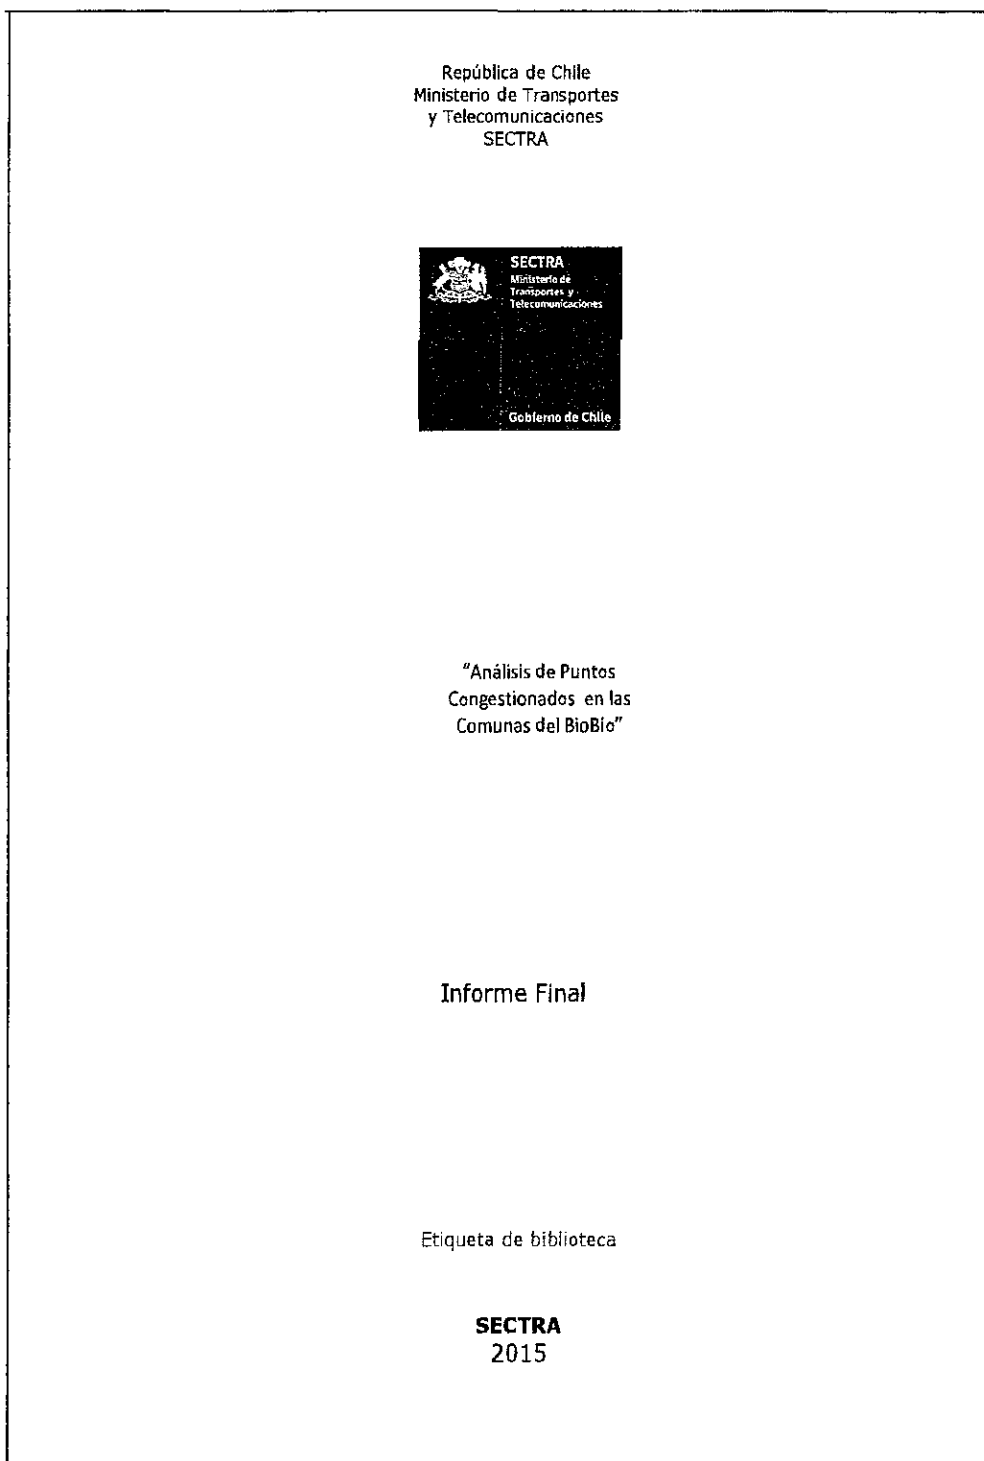 República de Chile
Ministerio de Transportes
y Telecomunicaciones
SECTRA
SECTRA
Ministerio de
Transportes y
Telecomunicaciones
Gobierno de Chile
"Análisis de Puntos
Congestionados en las
Comunas del BioBío"
Informe Final
Etiqueta de biblioteca
SECTRA
2015